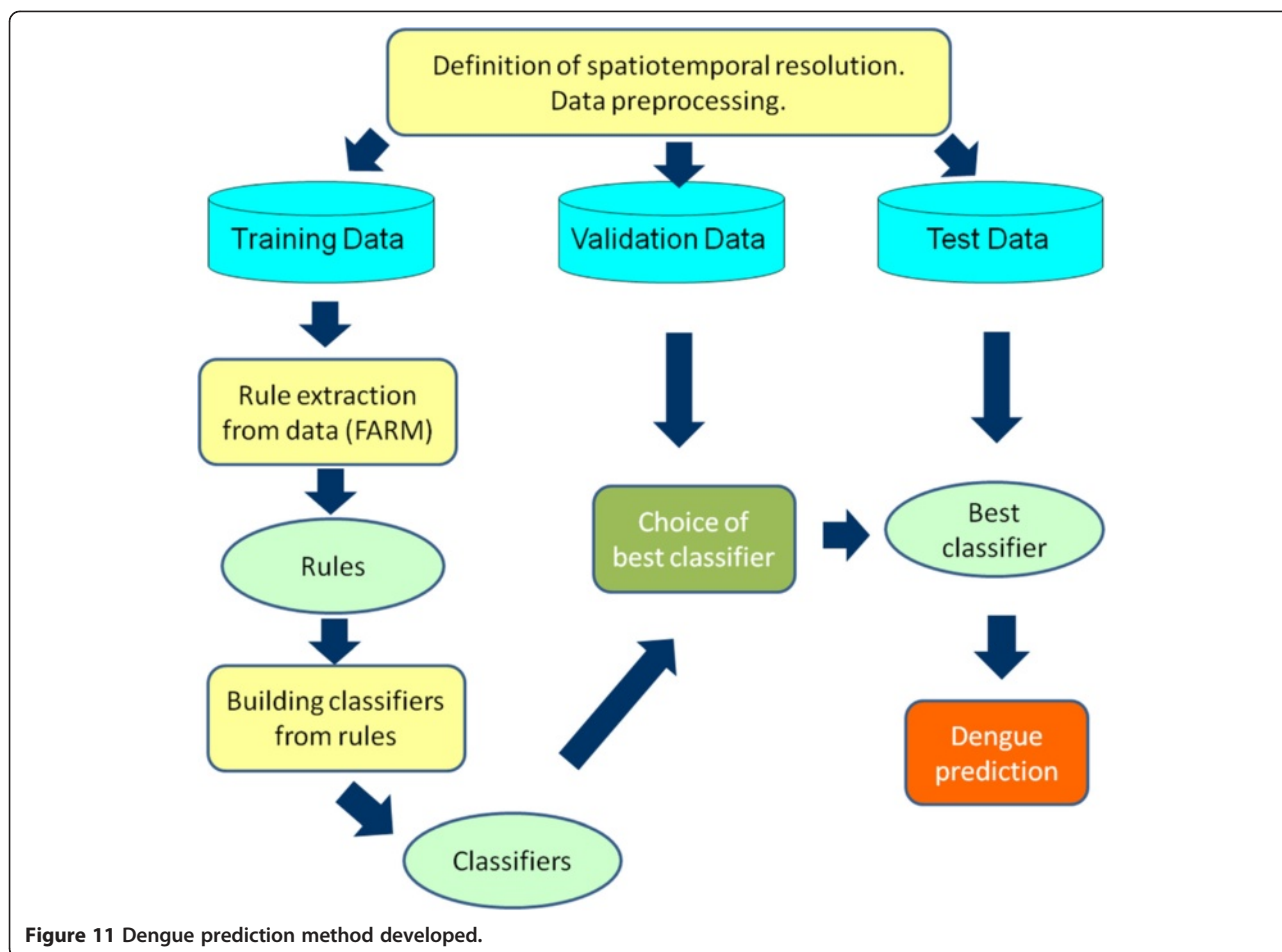 Definition of spatiotemporal resolution.
Data preprocessing.
Training Data
Validation Data
Test Data
Rule extraction
from data (FARM)
Rules
Building classifiers
from rules
Classifiers
Choice of
best classifier
Best
classifier
Dengue
prediction
Figure 11 Dengue prediction method developed.